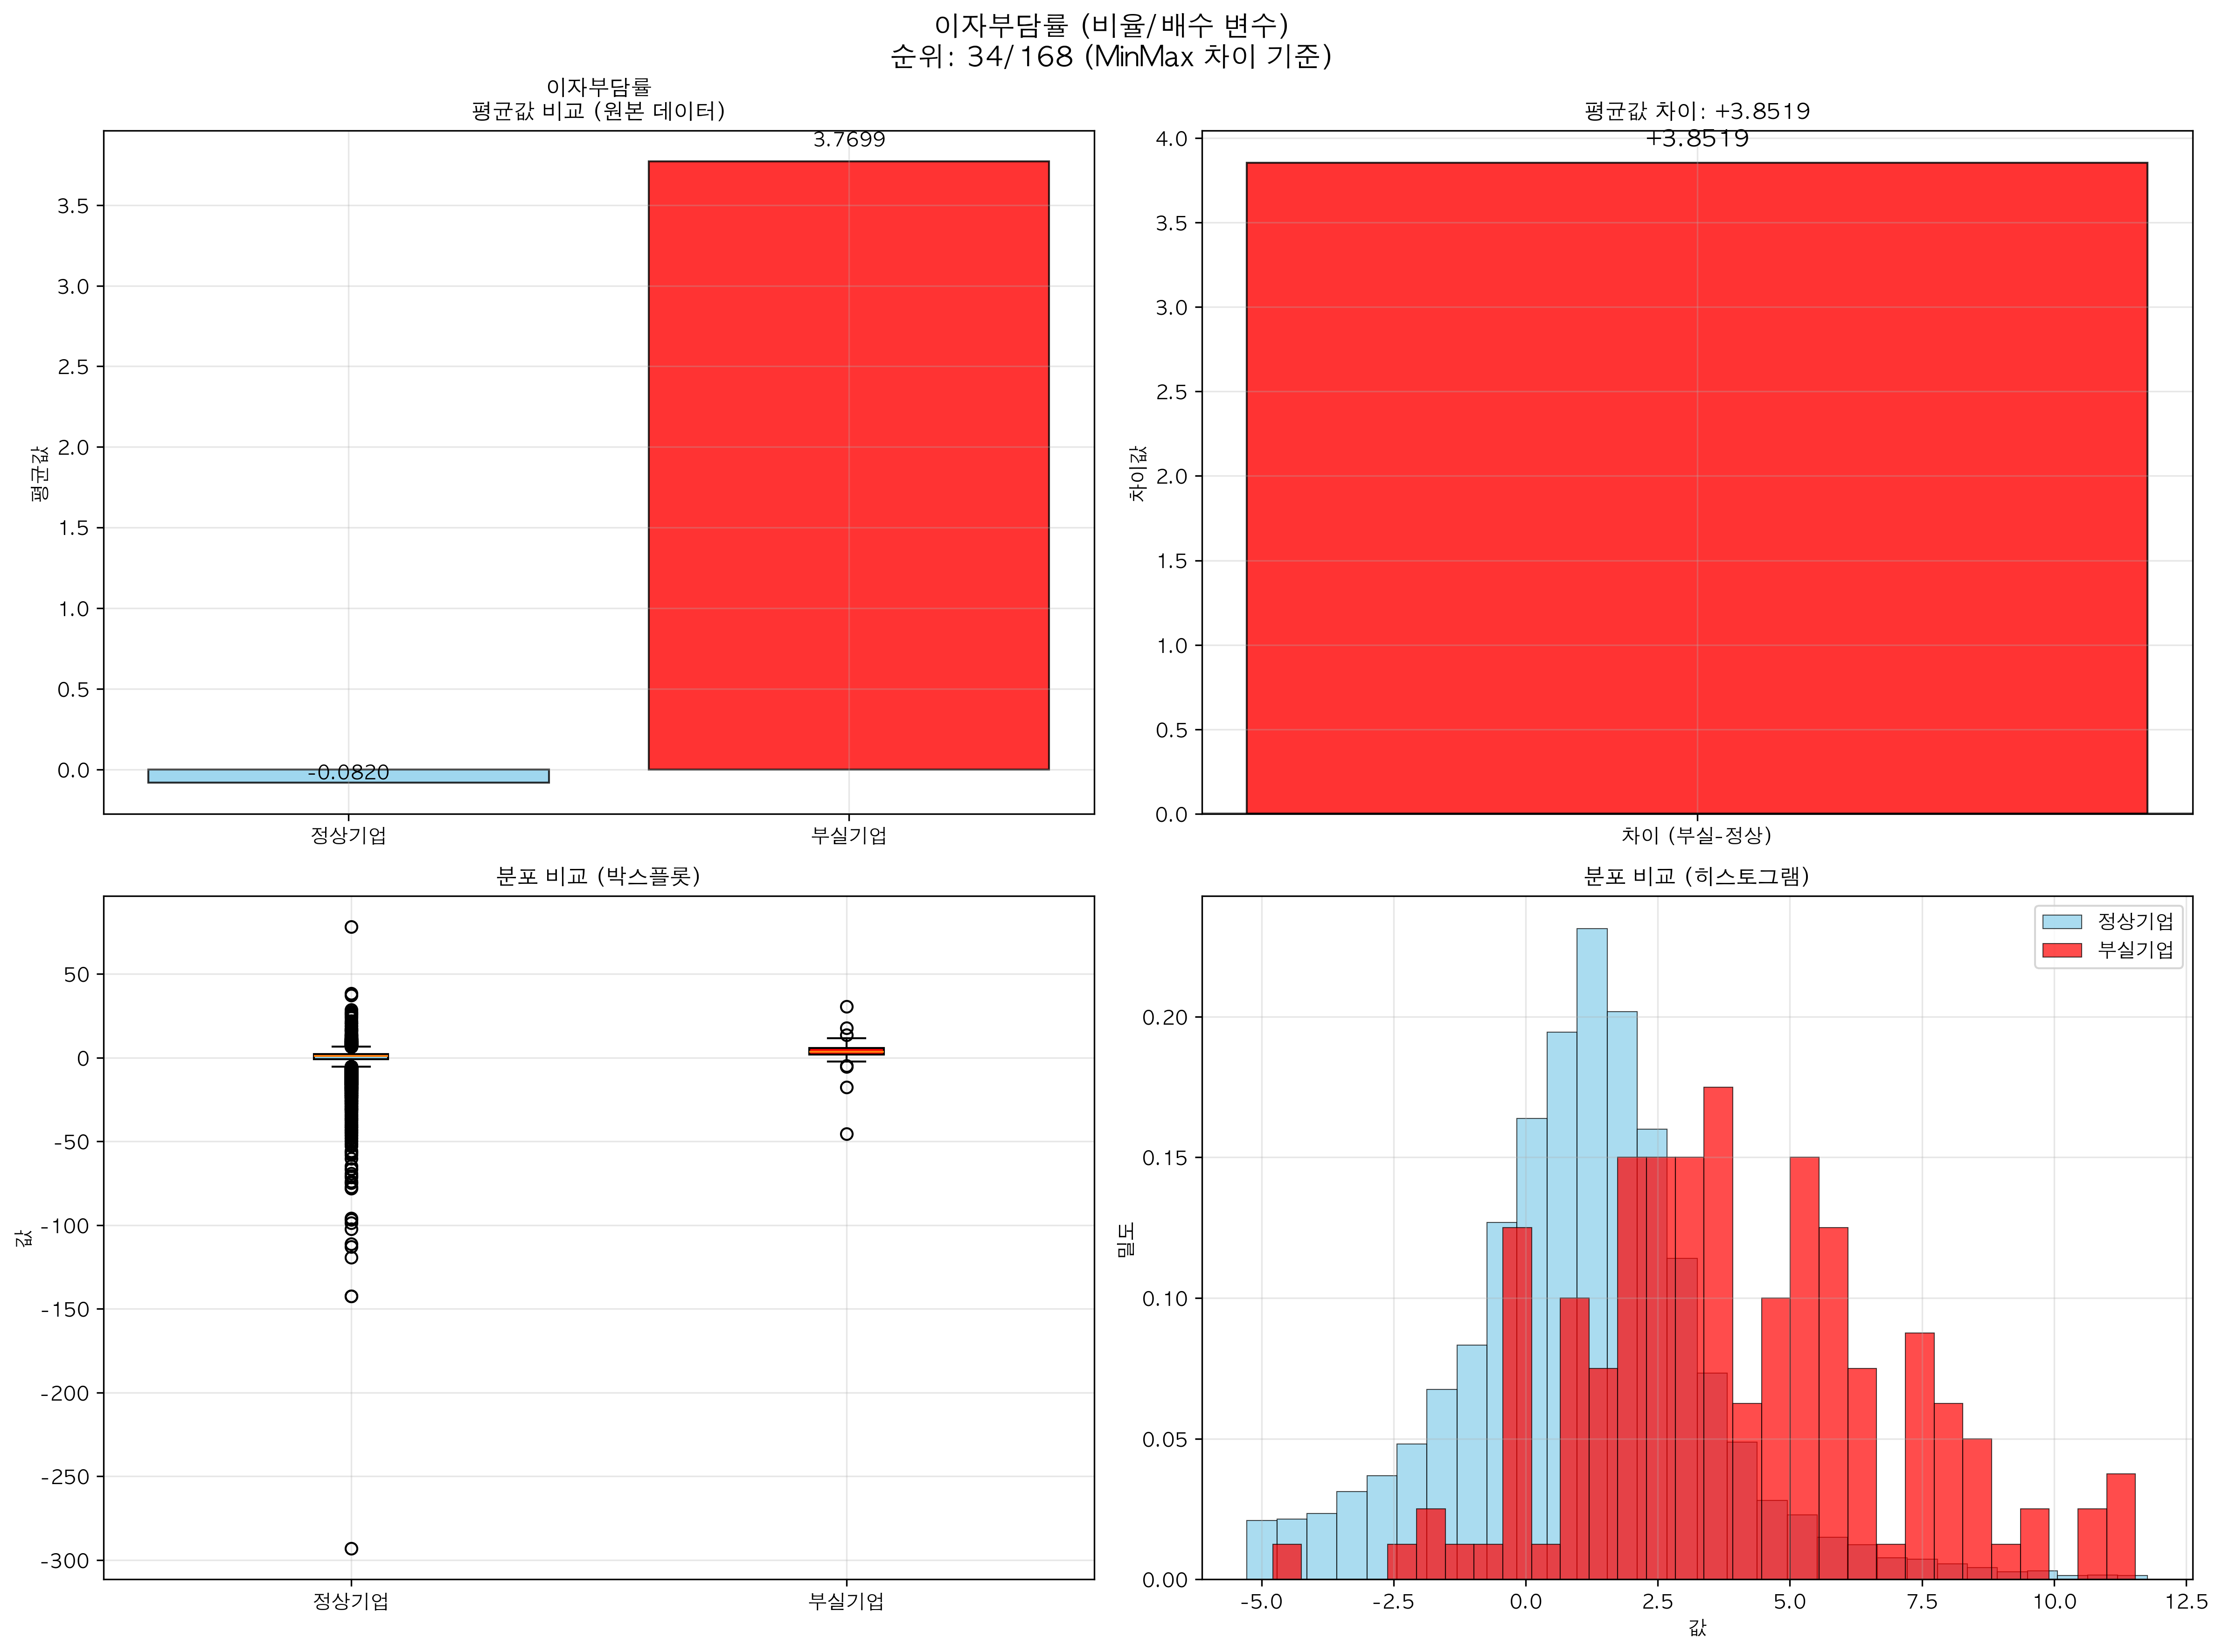 이자부담률 (비율/배수 변수)
순위: 34/168 (MinMax 차이 기준)
이자부담률
평균값 비교 (원본 데이터)
3.7699
3.5
3.0
2.5
2.0
1.5
1.0
0.5
0.0
평균값
-0.0820
정상기업
부실기업
평균값 차이: +3.8519
+3.8519
4.0
3.5
3.0
2.5
2.0
1.5
1.0
0.5
0.0
차이값
차이 (부실-정상)
분포 비교 (박스플롯)
50
0
-50
-100
-150
-200
-250
-300
값
정상기업
부실기업
분포 비교 (히스토그램)
정상기업
부실기업
0.20
0.15
0.10
0.05
0.00
밀도
-5.0
-2.5
0.0
2.5
5.0
7.5
10.0
12.5
값